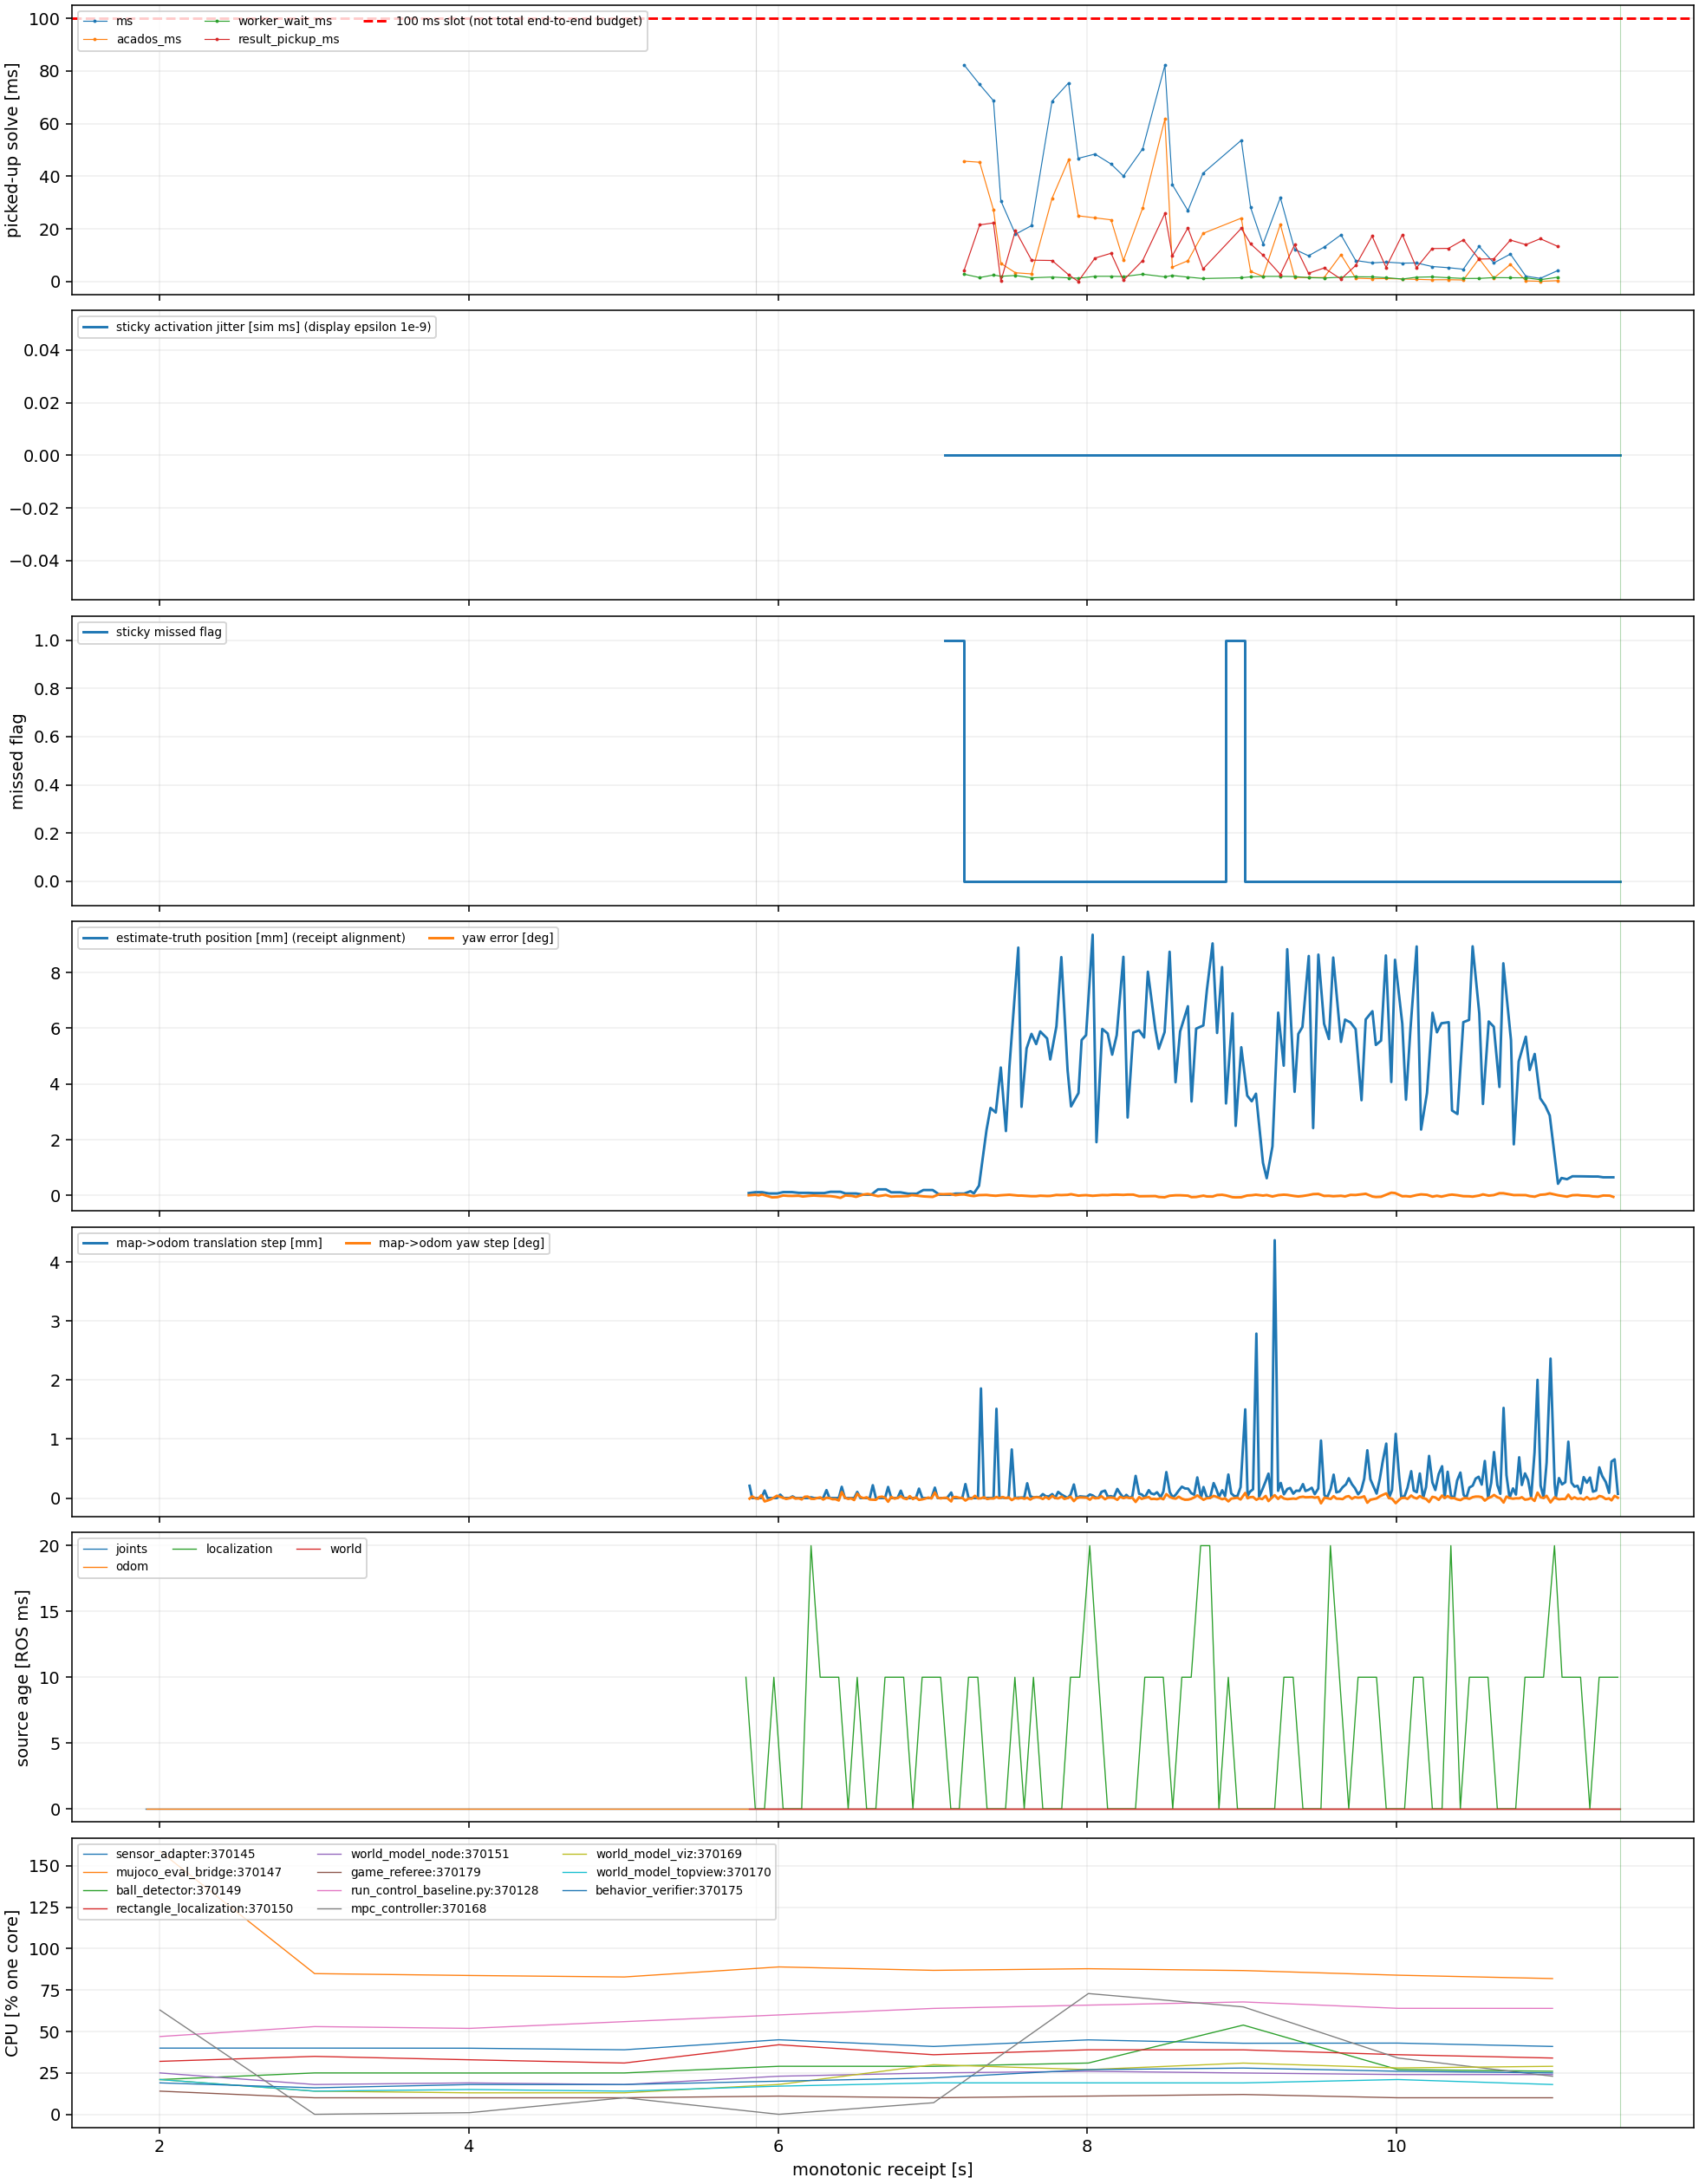 100
80
60
40
20
0
picked-up solve [ms]
ms
acados_ms
worker_wait_ms
result_pickup_ms
100 ms slot (not total end-to-end budget)
0.04
0.02
0.00
−0.02
−0.04
sticky activation jitter [sim ms] (display epsilon 1e-9)
1.0
0.8
0.6
0.4
0.2
0.0
missed flag
sticky missed flag
8
6
4
2
0
estimate-truth position [mm] (receipt alignment)
yaw error [deg]
4
3
2
1
0
map->odom translation step [mm]
map->odom yaw step [deg]
20
15
10
5
0
source age [ROS ms]
joints
odom
localization
world
150
125
100
75
50
25
0
CPU [% one core]
sensor_adapter:370145
mujoco_eval_bridge:370147
ball_detector:370149
rectangle_localization:370150
world_model_node:370151
game_referee:370179
run_control_baseline.py:370128
mpc_controller:370168
world_model_viz:370169
world_model_topview:370170
behavior_verifier:370175
2
4
6
8
10
monotonic receipt [s]